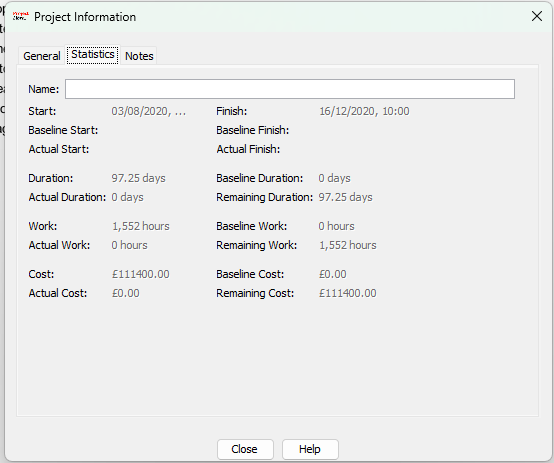 Project Information
General Statistics Notes
Name:
Start: 03/08/2020, ... Finish: 16/12/2020, 10:00
Baseline Start: Baseline Finish:
Actual Start: Actual Finish:
Duration: 97.25 days Baseline Duration: 0 days
Actual Duration: 0 days Remaining Duration: 97.25 days
Work: 1,552 hours Baseline Work: 0 hours
Actual Work: 0 hours Remaining Work: 1,552 hours
Cost: £111400.00 Baseline Cost: £0.00
Actual Cost: £0.00 Remaining Cost: £111400.00
Close Help